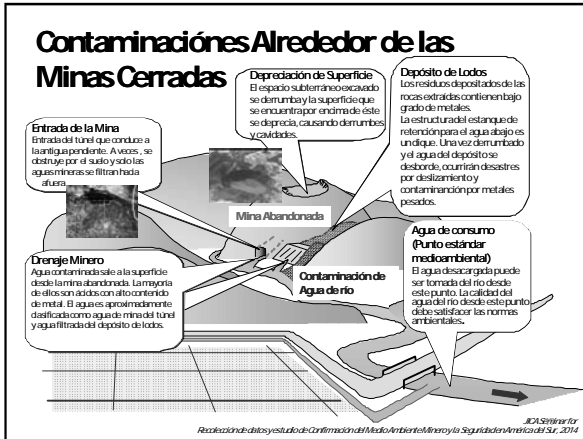 Contaminaciónes Alrededor de las
Minas Cerradas
Depreciación de Superficie
El espacio subterráneo excavado
se derrumba y la superficie que
se encuentra por encima de éste
se deprecia, causando derrumbes
y cavidades.
Depósito de Lodos
Los residuos depositados de las
rocas extraídas contienen bajo
grado de metales.
La estructura del estanque de
retención para el agua abajo es
un dique. Una vez derrumbado
y el agua del depósito se
desborde, ocurrirán desastres
por deslizamiento y
contaminanción por metales
pesados.
Entrada de la Mina
Entrada del túnel que conduce a
la antigua pendiente. A veces , se
obstruye por el suelo y solo las
aguas mineras se filtran hacia
afuera
Mina Abandonada
Drenaje Minero
Agua contaminada sale a la superficie
desde la mina abandonada. La mayoría
de ellos son ácidos con alto contenido
de metal. El agua es aproximadamente
clasificada como agua de mina del túnel
y agua filtrada del depósito de lodos.
Contaminación de
Agua de río
Agua de consumo
(Punto estándar
medioambiental)
El agua desacargada puede
ser tomada del río desde
este punto. La calidad del
agua del río desde este punto
debe satisfacer las normas
ambientales.
JICA Seminar for
Recolección de datos y estudio de Confirmación del Medio Ambiente Minero y la Seguridad en América del Sur, 2014